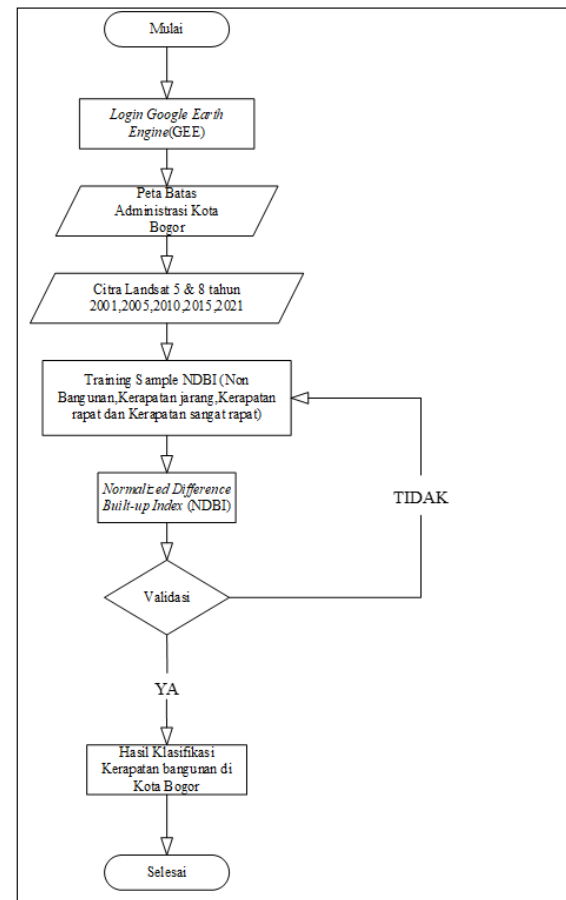 Mulai
Login Google Earth
Engine(GEE)
Peta Batas
Administrasi Kota
Bogor
Citra Landsat 5 & 8 tahun
2001,2005,2010,2015,2021
Training Sample NDBI (Non
Bangunan,Kerapatan jarang,Kerapatan
rapat dan Kerapatan sangat rapat)
Normalized Difference
Built-up Index (NDBI)
TIDAK
Validasi
YA
Hasil Klasifikasi
Kerapatan bangunan di
Kota Bogor
Selesai